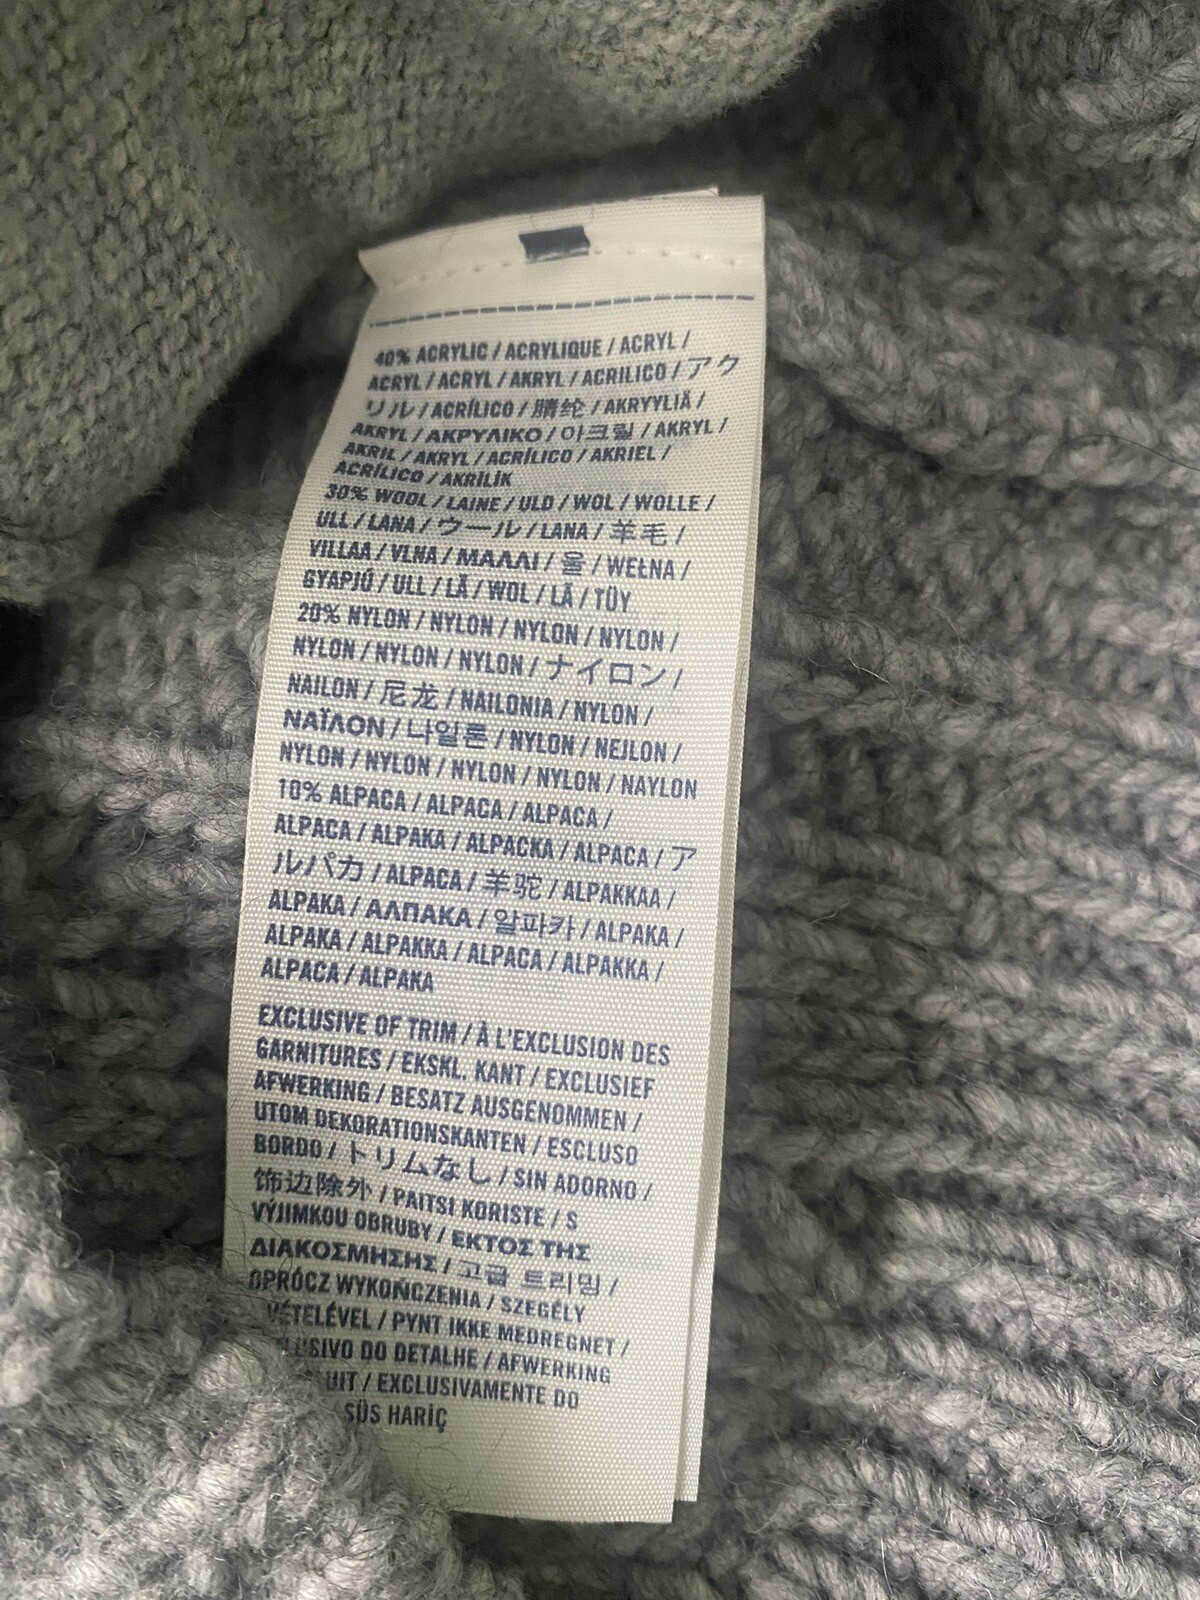 40% ACRYLIC / ACRYLIQUE / ACRYL /
ACRYL / ACRYL / AKRYL / ACRILICO / アク
リル / ACRÍLICO / 腈纶 / AKRYYLIÄ /
AKRYL / ΑΚΡΥΛΙΚΟ / 아크릴 / AKRYL /
AKRIL / AKRYL / ACRÍLICO / AKRIEL /
ACRÍLICO / AKRİLİK
30% WOOL / LAINE / ULD / WOL / WOLLE /
ULL / LANA / ウール / LANA / 羊毛 /
VILLAA / VLNA / ΜΑΛΛΙ / 울 / WEŁNA /
GYAPJÚ / ULL / LÃ / WOL / LÃ / TÜY
20% NYLON / NYLON / NYLON / NYLON /
NYLON / NYLON / NYLON / ナイロン /
NAILON / 尼龙 / NAILONIA / NYLON /
ΝΑΪΛΟΝ / 나일론 / NYLON / NEJLON /
NYLON / NYLON / NYLON / NYLON / NAYLON
10% ALPACA / ALPACA / ALPACA /
ALPACA / ALPAKA / ALPACKA / ALPACA / ア
ルパカ / ALPACA / 羊驼 / ALPAKKAA /
ALPAKA / ΑΛΠΑΚΑ / 알파카 / ALPAKA /
ALPAKA / ALPAKKA / ALPACA / ALPAKKA /
ALPACA / ALPAKA
EXCLUSIVE OF TRIM / À L'EXCLUSION DES
GARNITURES / EKSKL. KANT / EXCLUSIEF
AFWERKING / BESATZ AUSGENOMMEN /
UTOM DEKORATIONSKANTEN / ESCLUSO
BORDO / トリムなし / SIN ADORNO /
饰边除外 / PAITSI KORISTE / S
VÝJIMKOU OBRUBY / ΕΚΤΟΣ ΤΗΣ
ΔΙΑΚΟΣΜΗΣΗΣ / 고급 트리밍 /
OPRÓCZ WYKOŃCZENIA / SZEGÉLY
VÉTELÉVEL / PYNT IKKE MEDREGNET /
LUSIVO DO DETALHE / AFWERKING
UIT / EXCLUSIVAMENTE DO
SÜS HARİÇ